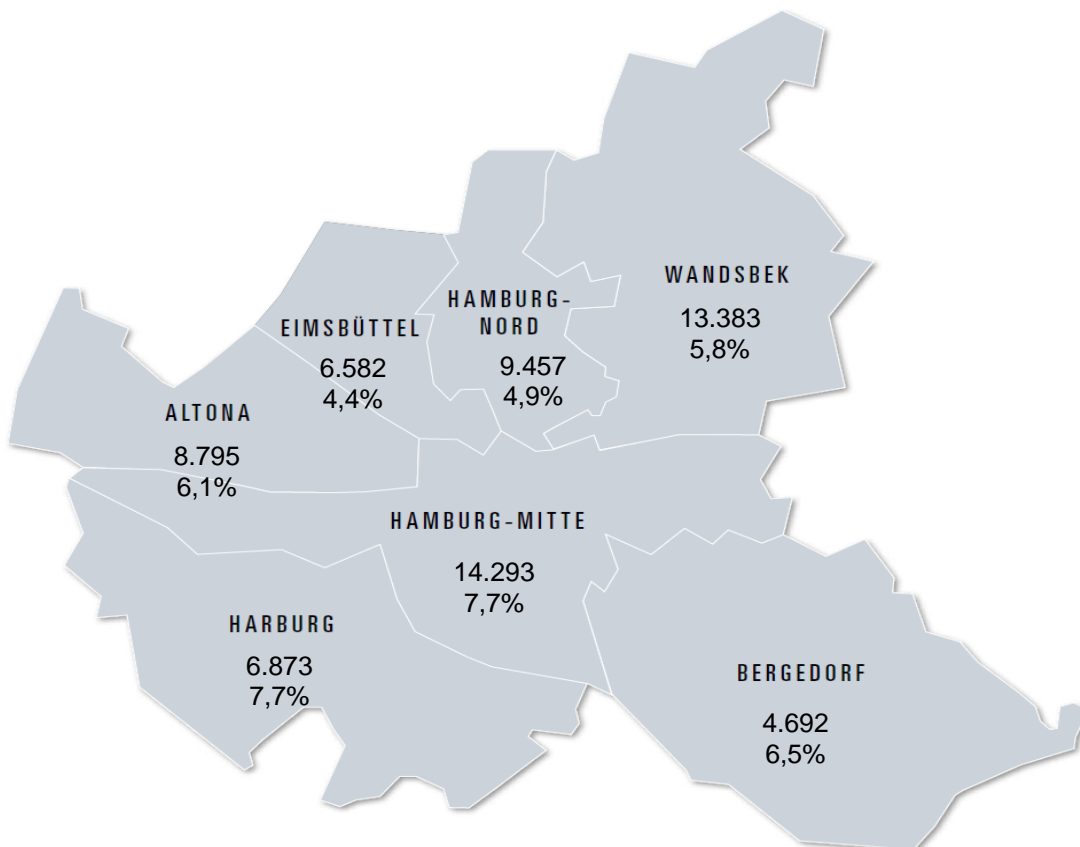 WANDSBEK
13.383
5,8%
HAMBURG-
NORD
9.457
4,9%
EIMSBÜTTEL
6.582
4,4%
ALTONA
8.795
6,1%
HAMBURG-MITTE
14.293
7,7%
HARBURG
6.873
7,7%
BERGEDORF
4.692
6,5%